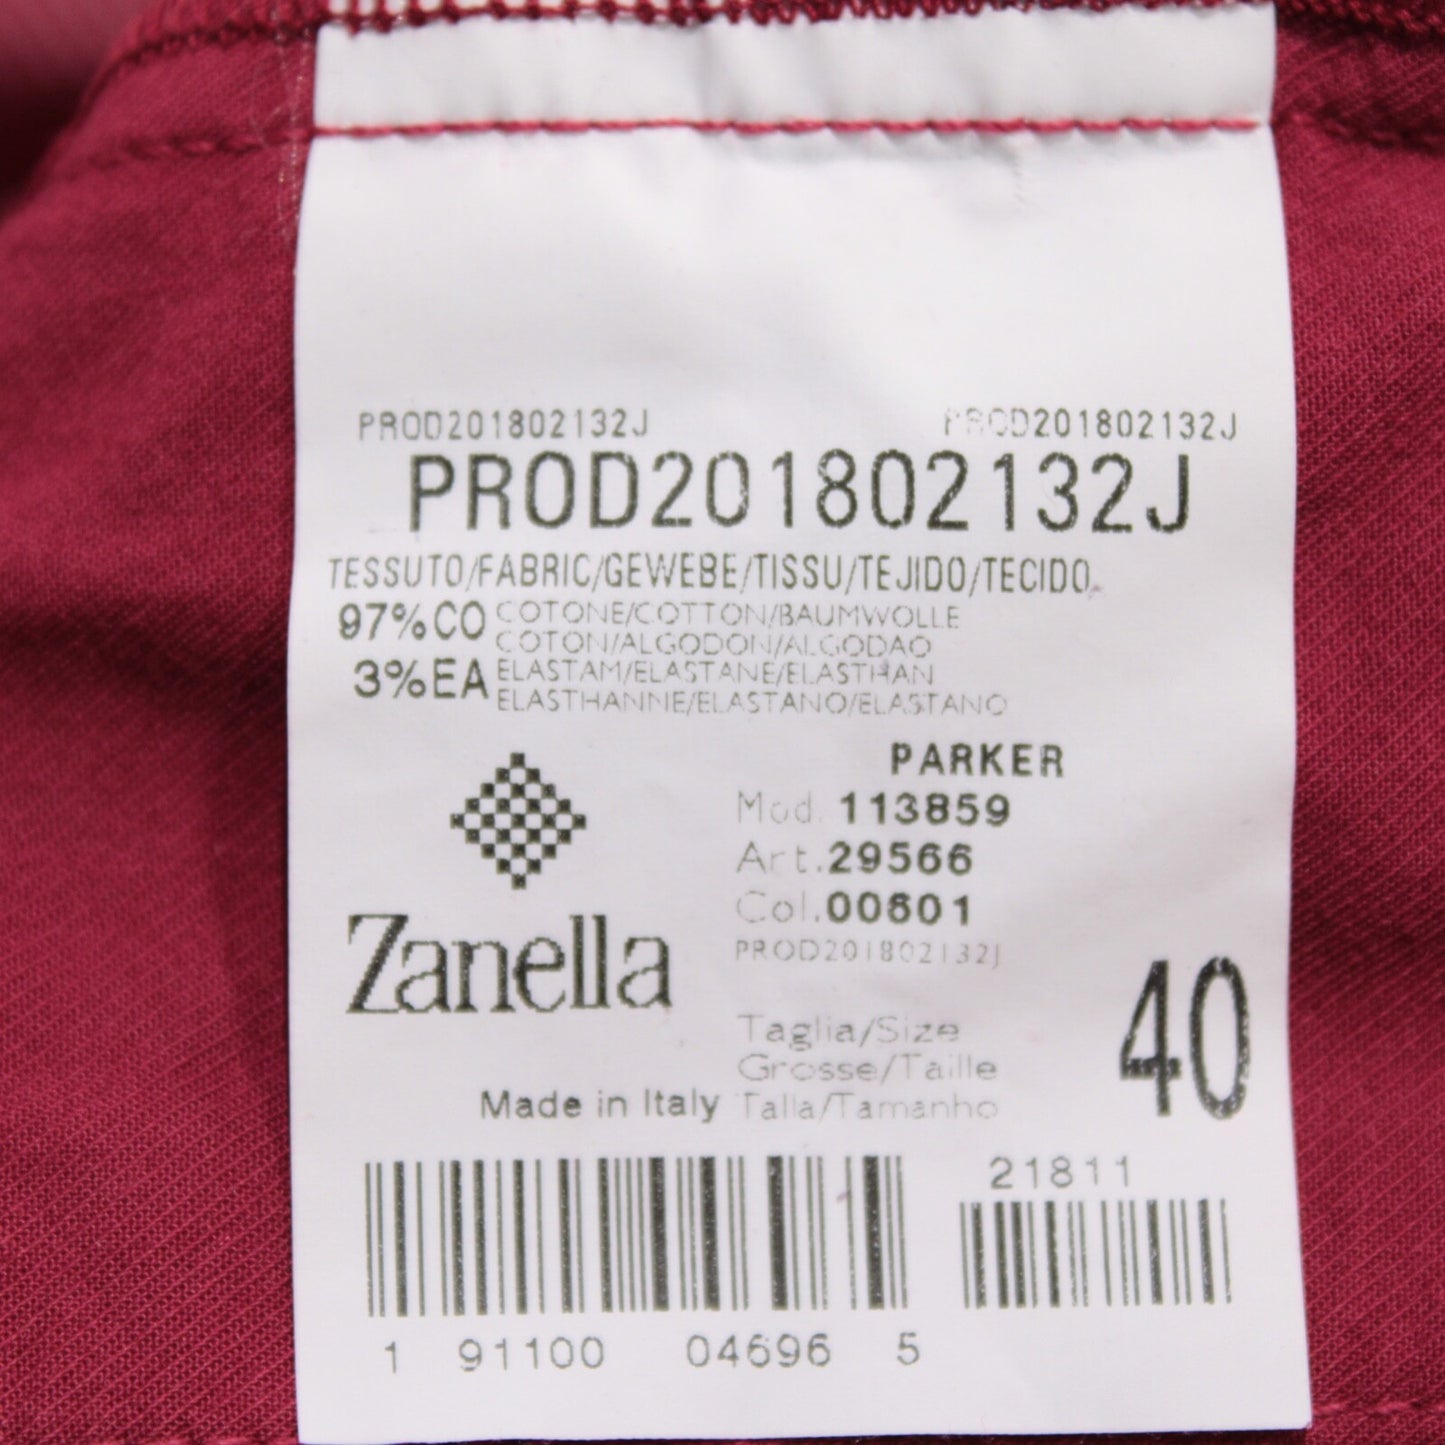 PROD201802132J PROD201802132J
PROD201802132J
TESSUTO/FABRIC/GEWEBE/TISSU/TEJIDO/TECIDO
97%CO COTONE/COTTON/BAUMWOLLE
COTON/ALGODON/ALGODAO
3%EA ELASTAM/ELASTANE/ELASTHAN
ELASTHANNE/ELASTANO/ELASTANO
PARKER
Mod. 113859
Art.29566
Col.00601
PROD201802132J
Zanella
40
Taglia/Size
Grosse/Taille
Made in Italy Talla/Tamanho
21811
1 91100 04696 5